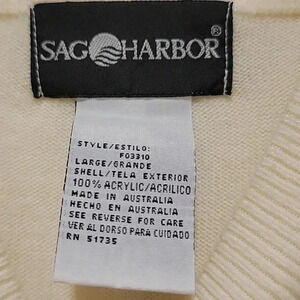 SAG HARBOR®
STYLE/ESTILO:
F03310
LARGE/GRANDE
SHELL/TELA EXTERIOR
100% ACRYLIC/ACRILICO
MADE IN AUSTRALIA
HECHO EN AUSTRALIA
SEE REVERSE FOR CARE
VER AL DORSO PARA CUIDADO
RN 51735